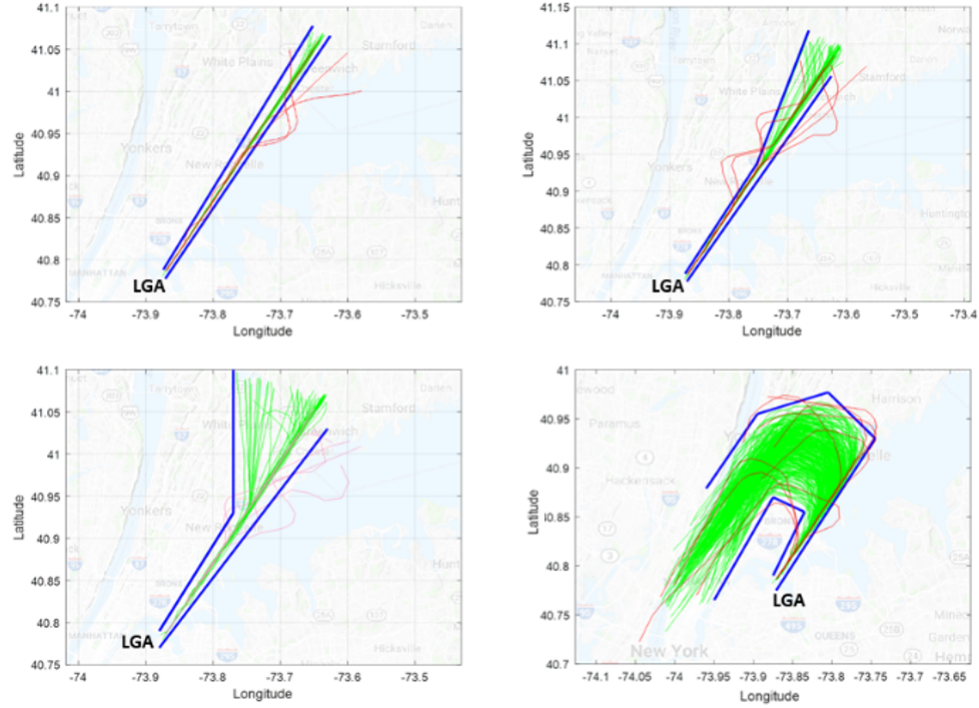 41.1
41.05
41
40.95
40.9
40.85
40.8
40.75
-74
-73.9
-73.8
-73.7
-73.6
-73.5
Latitude
Longitude
LGA
Tarrytown
White Plains
Stamford
Yonkers
MANHATTAN
Hicksville
41.15
41.1
41.05
41
40.95
40.9
40.85
40.8
40.75
-74
-73.9
-73.8
-73.7
-73.6
-73.5
-73.4
Latitude
Longitude
LGA
White Plains
Stamford
Yonkers
Huntington
MANHATTAN
Hicksville
41.1
41.05
41
40.95
40.9
40.85
40.8
40.75
-74
-73.9
-73.8
-73.7
-73.6
-73.5
Latitude
Longitude
LGA
Tarrytown
Stamford
Yonkers
MANHATTAN
Hicksville
41
40.95
40.9
40.85
40.8
40.75
40.7
-74.1
-74.05
-74
-73.95
-73.9
-73.85
-73.8
-73.75
-73.7
-73.65
Latitude
Longitude
LGA
Paramus
Harrison
Hackensack
QUEENS
New York